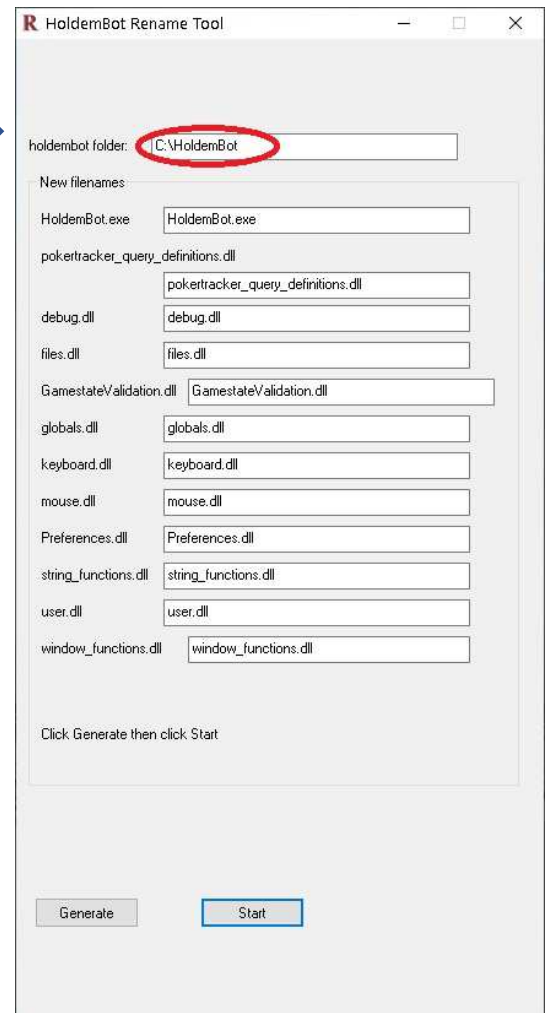 R HoldemBot Rename Tool
holdembot folder: C:\HoldemBot
New filenames
HoldemBot.exe HoldemBot.exe
pokertracker_query_definitions.dll
pokertracker_query_definitions.dll
debug.dll debug.dll
files.dll files.dll
GamestateValidation.dll GamestateValidation.dll
globals.dll globals.dll
keyboard.dll keyboard.dll
mouse.dll mouse.dll
Preferences.dll Preferences.dll
string_functions.dll string_functions.dll
user.dll user.dll
window_functions.dll window_functions.dll
Click Generate then click Start
Generate Start